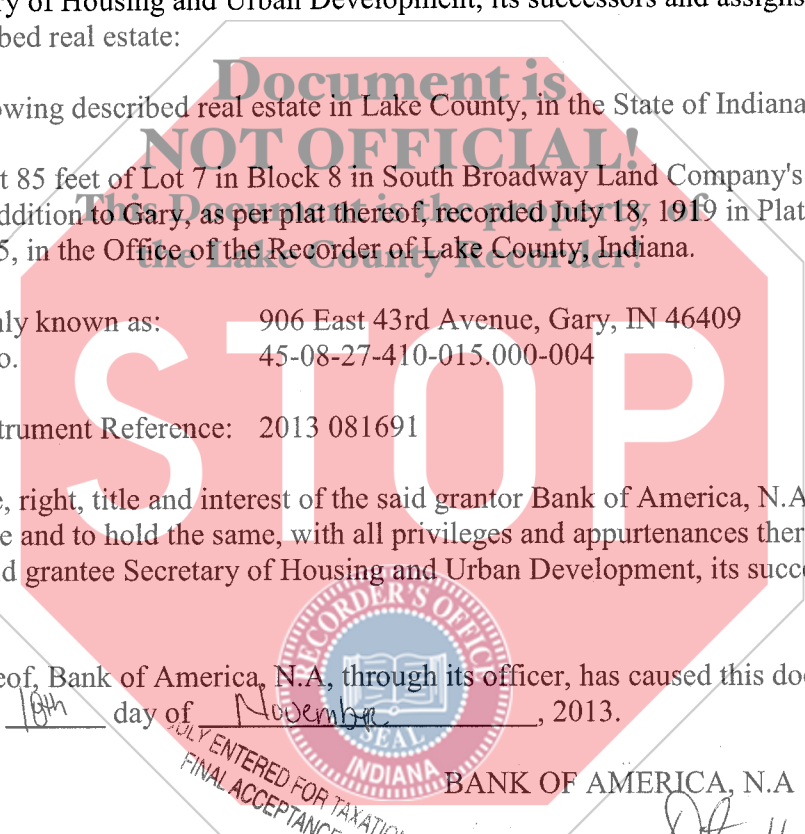 ry of Housing and Urban Development, its successors and assigns
bed real estate:
Document is
owing described real estate in Lake County, in the State of Indiana
NOT OFFICIAL!
t 85 feet of Lot 7 in Block 8 in South Broadway Land Company's
This Document is the property of
ddition to Gary, as per plat thereof, recorded July 18, 1919 in Plat
the Lake County Recorder!
5, in the Office of the Recorder of Lake County, Indiana.
nly known as: 906 East 43rd Avenue, Gary, IN 46409
o. 45-08-27-410-015.000-004
STOP
trument Reference: 2013 081691
e, right, title and interest of the said grantor Bank of America, N.A
e and to hold the same, with all privileges and appurtenances ther
d grantee Secretary of Housing and Urban Development, its succe
RECORDER'S OFFICE
eof, Bank of America, N.A, through its officer, has caused this do
day of November, 2013.
SEAL
INDIANA
DULY ENTERED FOR TAXATION
FINAL ACCEPTANCE
BANK OF AMERICA, N.A